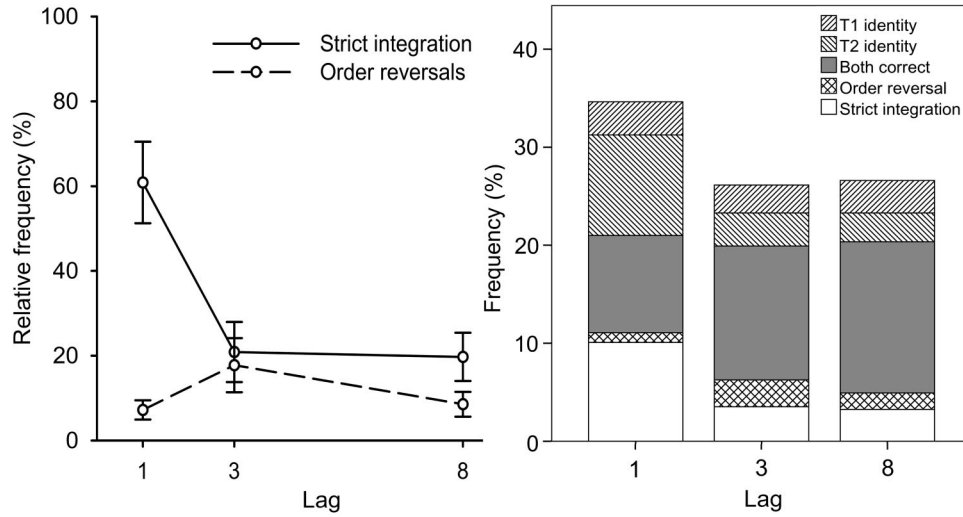 Relative frequency (%)
100
80
60
40
20
0
Strict integration
Order reversals
1
3
8
Lag
Frequency (%)
40
30
20
10
0
T1 identity
T2 identity
Both correct
Order reversal
Strict integration
1
3
8
Lag